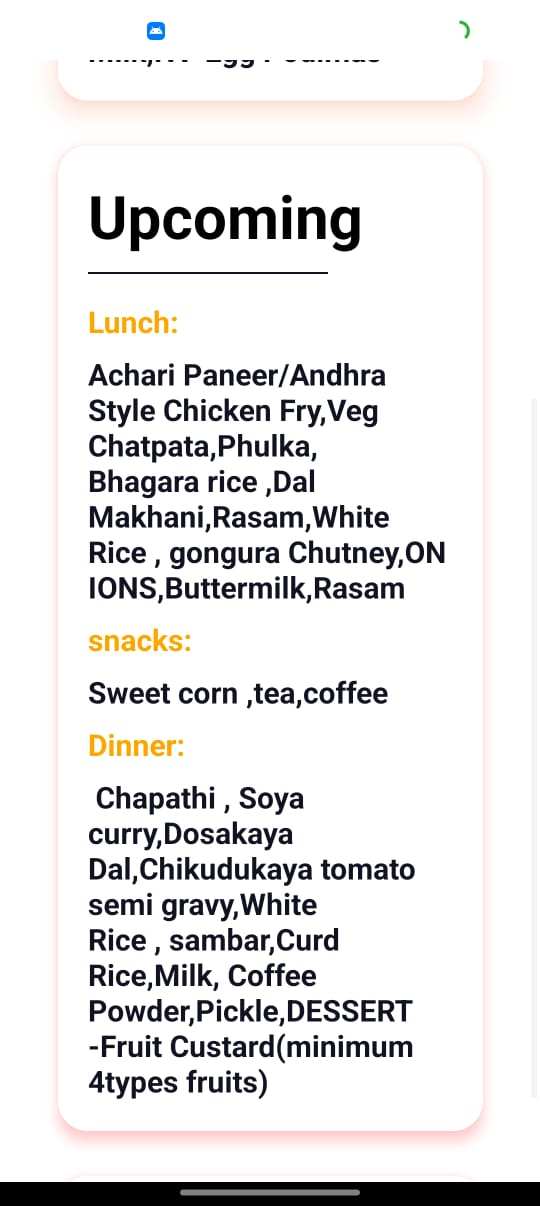 Upcoming
Lunch:
Achari Paneer/Andhra
Style Chicken Fry,Veg
Chatpata,Phulka,
Bhagara rice ,Dal
Makhani,Rasam,White
Rice , gongura Chutney,ON
IONS,Buttermilk,Rasam
snacks:
Sweet corn ,tea,coffee
Dinner:
Chapathi , Soya
curry,Dosakaya
Dal,Chikudukaya tomato
semi gravy,White
Rice , sambar,Curd
Rice,Milk, Coffee
Powder,Pickle,DESSERT
-Fruit Custard(minimum
4types fruits)